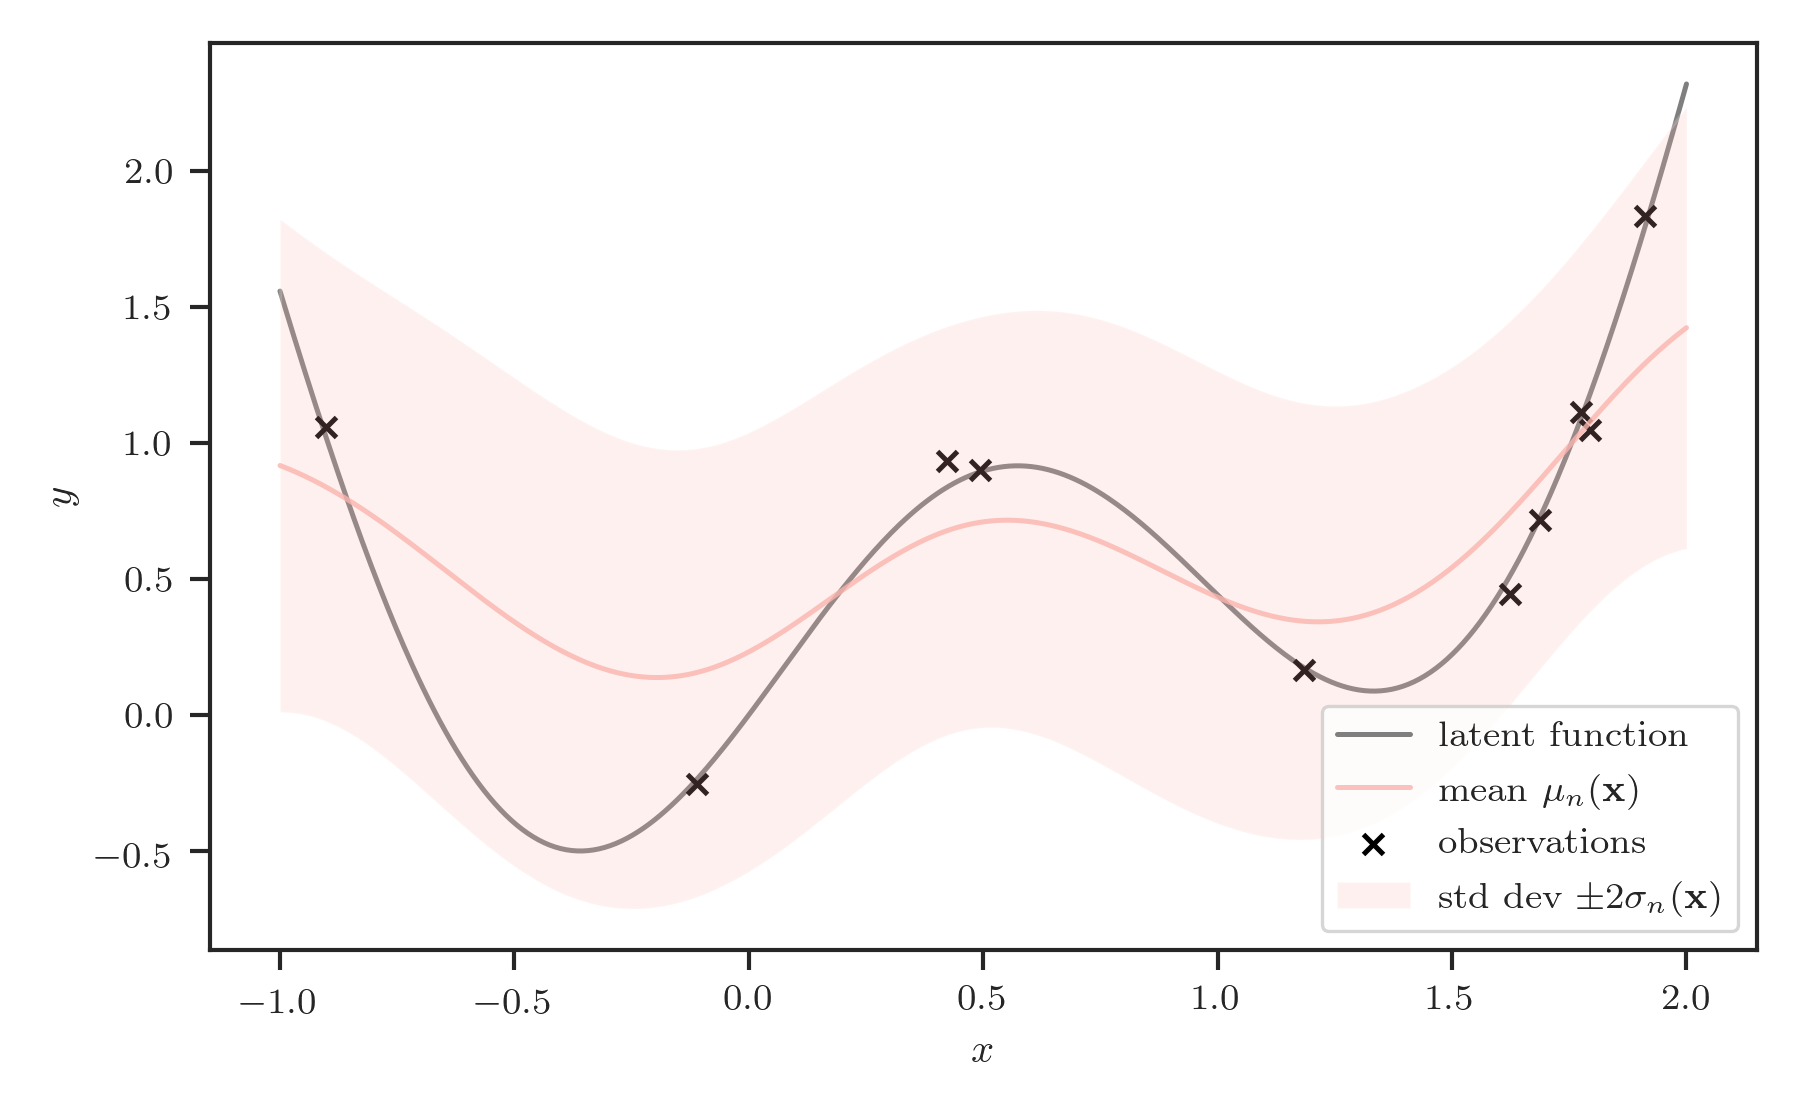 y
2.0
1.5
1.0
0.5
0.0
−0.5
latent function
mean μₙ(𝐱)
observations
std dev ±2σₙ(𝐱)
−1.0 −0.5 0.0 0.5 1.0 1.5 2.0
x